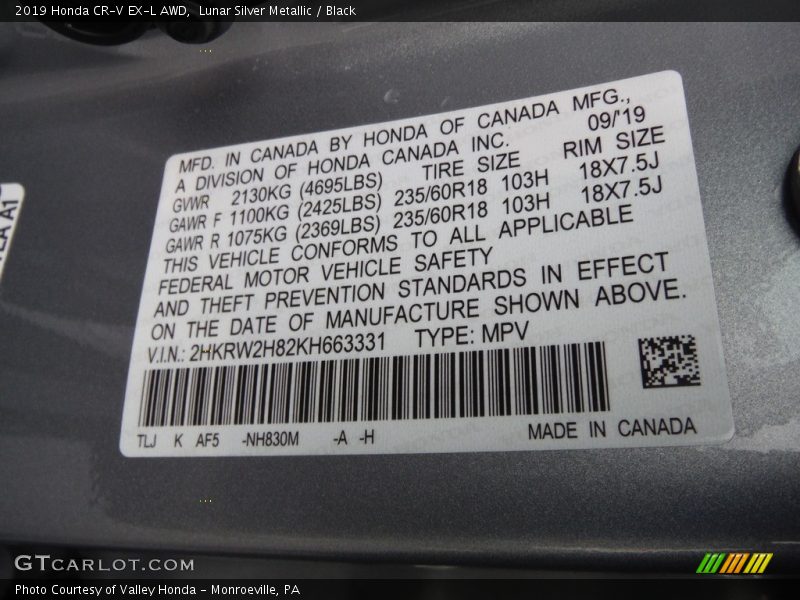 2019 Honda CR-V EX-L AWD,  Lunar Silver Metallic / Black
MFD. IN CANADA BY HONDA OF CANADA MFG.,
A DIVISION OF HONDA CANADA INC. 09/'19
GVWR 2130KG (4695LBS) TIRE SIZE RIM SIZE
GAWR F 1100KG (2425LBS) 235/60R18 103H 18X7.5J
GAWR R 1075KG (2369LBS) 235/60R18 103H 18X7.5J
THIS VEHICLE CONFORMS TO ALL APPLICABLE
FEDERAL MOTOR VEHICLE SAFETY
AND THEFT PREVENTION STANDARDS IN EFFECT
ON THE DATE OF MANUFACTURE SHOWN ABOVE.
V.I.N.: 2HKRW2H82KH663331 TYPE: MPV
TLJ K AF5 -NH830M -A -H MADE IN CANADA
GTCARLOT.COM
Photo Courtesy of Valley Honda - Monroeville, PA